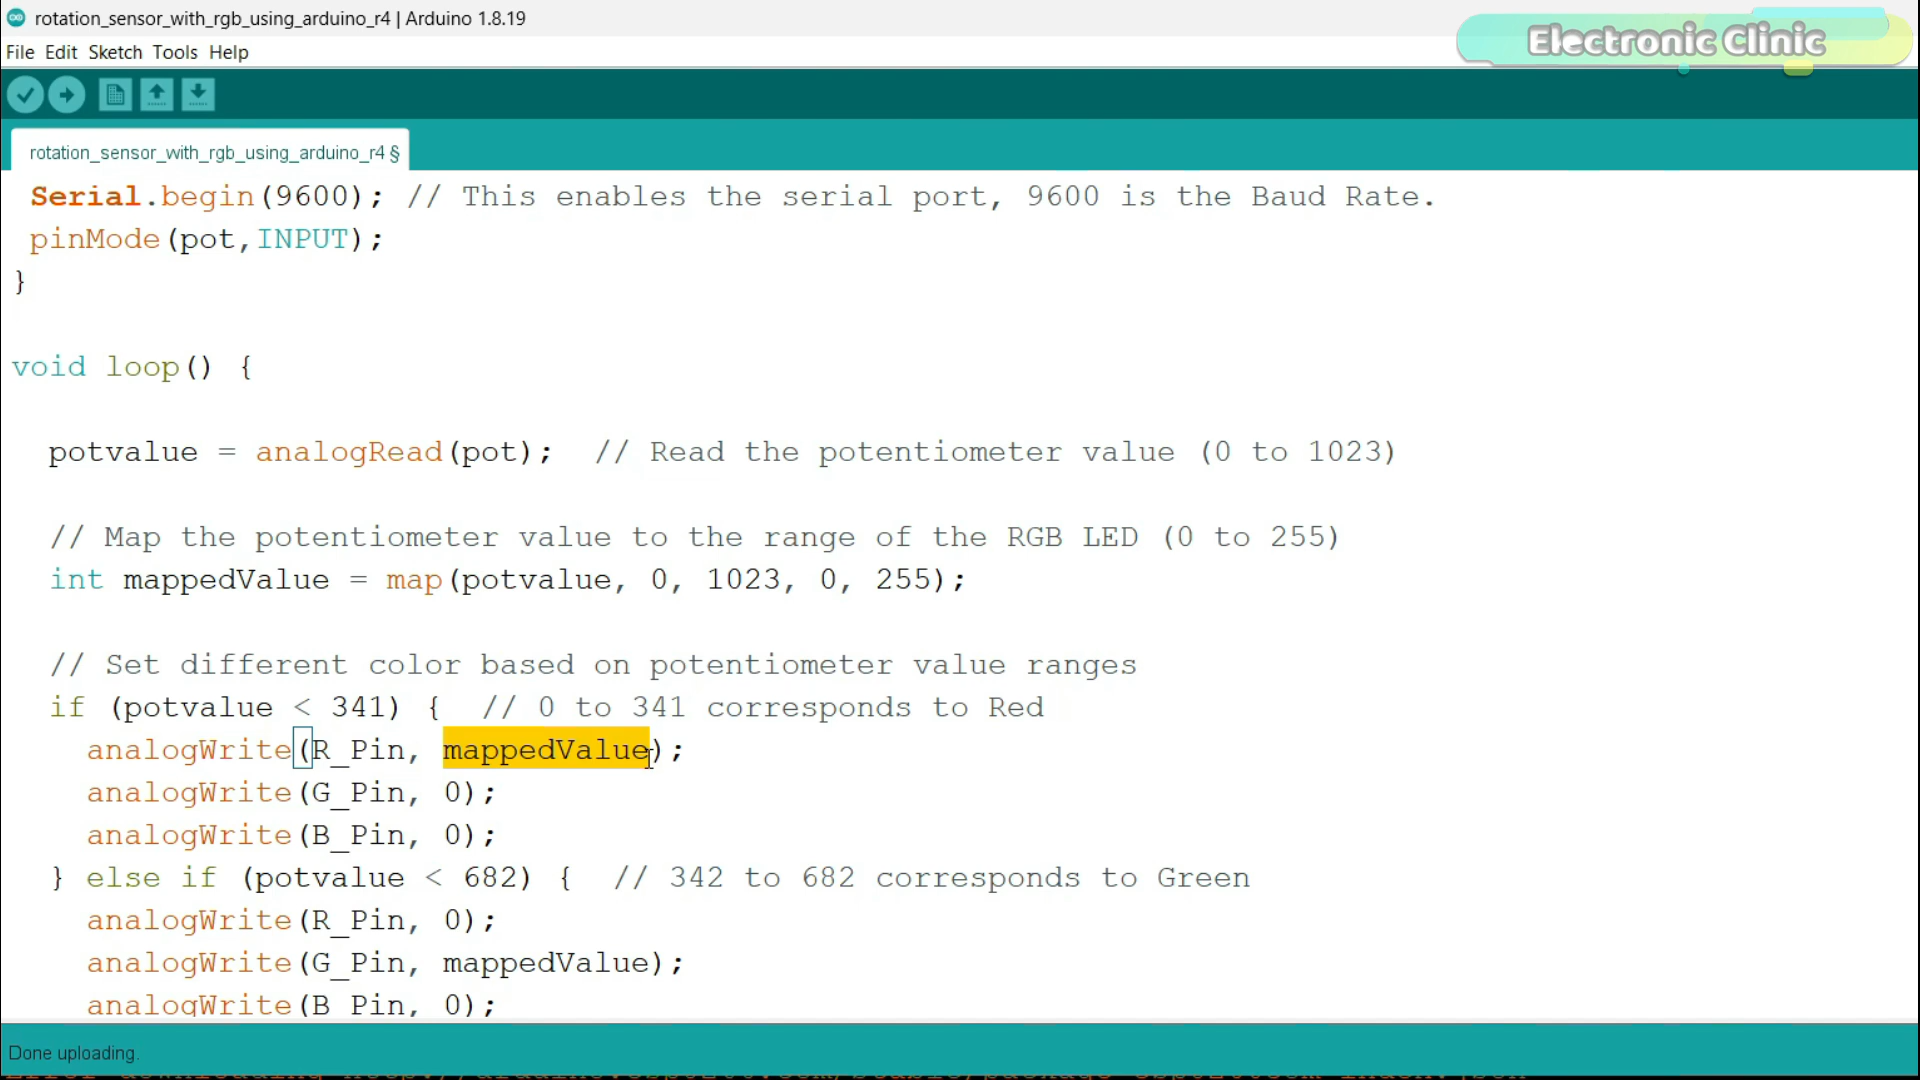 rotation_sensor_with_rgb_using_arduino_r4 | Arduino 1.8.19
Electronic Clinic
File Edit Sketch Tools Help
rotation_sensor_with_rgb_using_arduino_r4 §
Serial.begin(9600); // This enables the serial port, 9600 is the Baud Rate.
pinMode(pot,INPUT);
}
void loop() {
potvalue = analogRead(pot);  // Read the potentiometer value (0 to 1023)
// Map the potentiometer value to the range of the RGB LED (0 to 255)
int mappedValue = map(potvalue, 0, 1023, 0, 255);
// Set different color based on potentiometer value ranges
if (potvalue < 341) {  // 0 to 341 corresponds to Red
analogWrite(R_Pin, mappedValue);
analogWrite(G_Pin, 0);
analogWrite(B_Pin, 0);
} else if (potvalue < 682) {  // 342 to 682 corresponds to Green
analogWrite(R_Pin, 0);
analogWrite(G_Pin, mappedValue);
analogWrite(B_Pin, 0);
Done uploading.